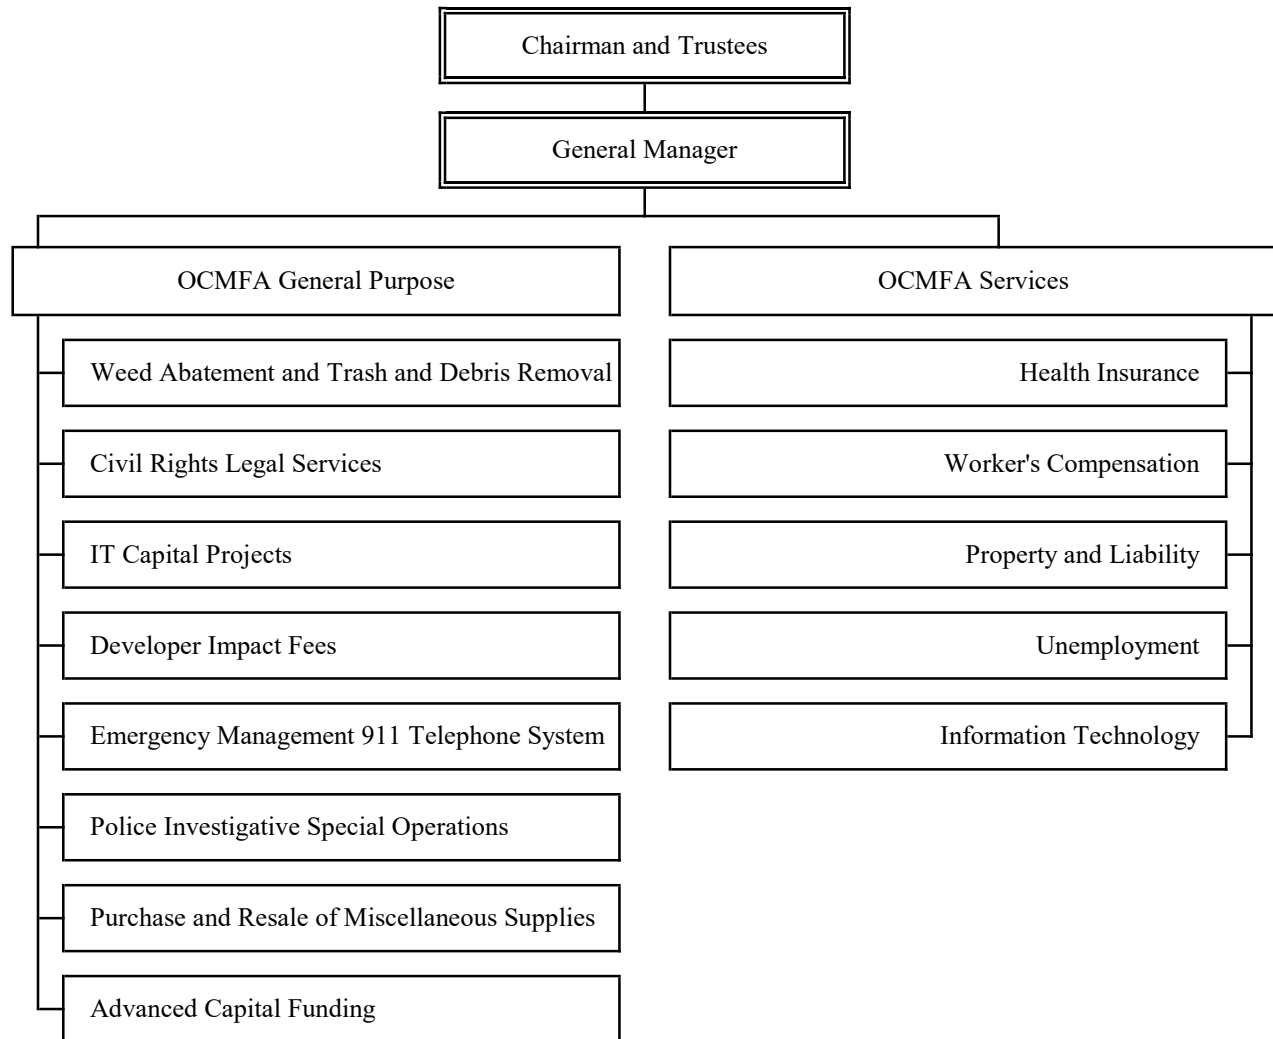 Chairman and Trustees
General Manager
OCMFA General Purpose
Weed Abatement and Trash and Debris Removal
Civil Rights Legal Services
IT Capital Projects
Developer Impact Fees
Emergency Management 911 Telephone System
Police Investigative Special Operations
Purchase and Resale of Miscellaneous Supplies
Advanced Capital Funding
OCMFA Services
Health Insurance
Worker's Compensation
Property and Liability
Unemployment
Information Technology